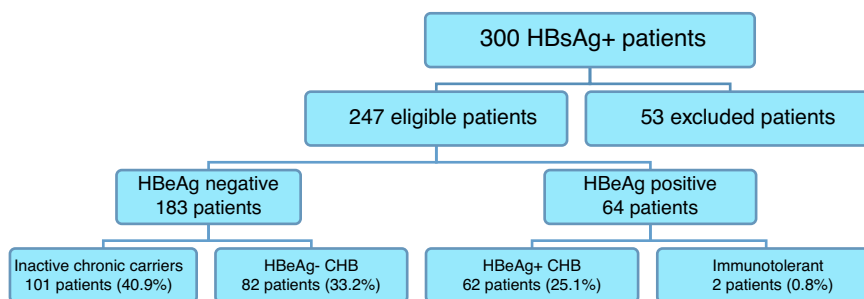 300 HBsAg+ patients
247 eligible patients
53 excluded patients
HBeAg negative
183 patients
HBeAg positive
64 patients
Inactive chronic carriers
101 patients (40.9%)
HBeAg- CHB
82 patients (33.2%)
HBeAg+ CHB
62 patients (25.1%)
Immunotolerant
2 patients (0.8%)